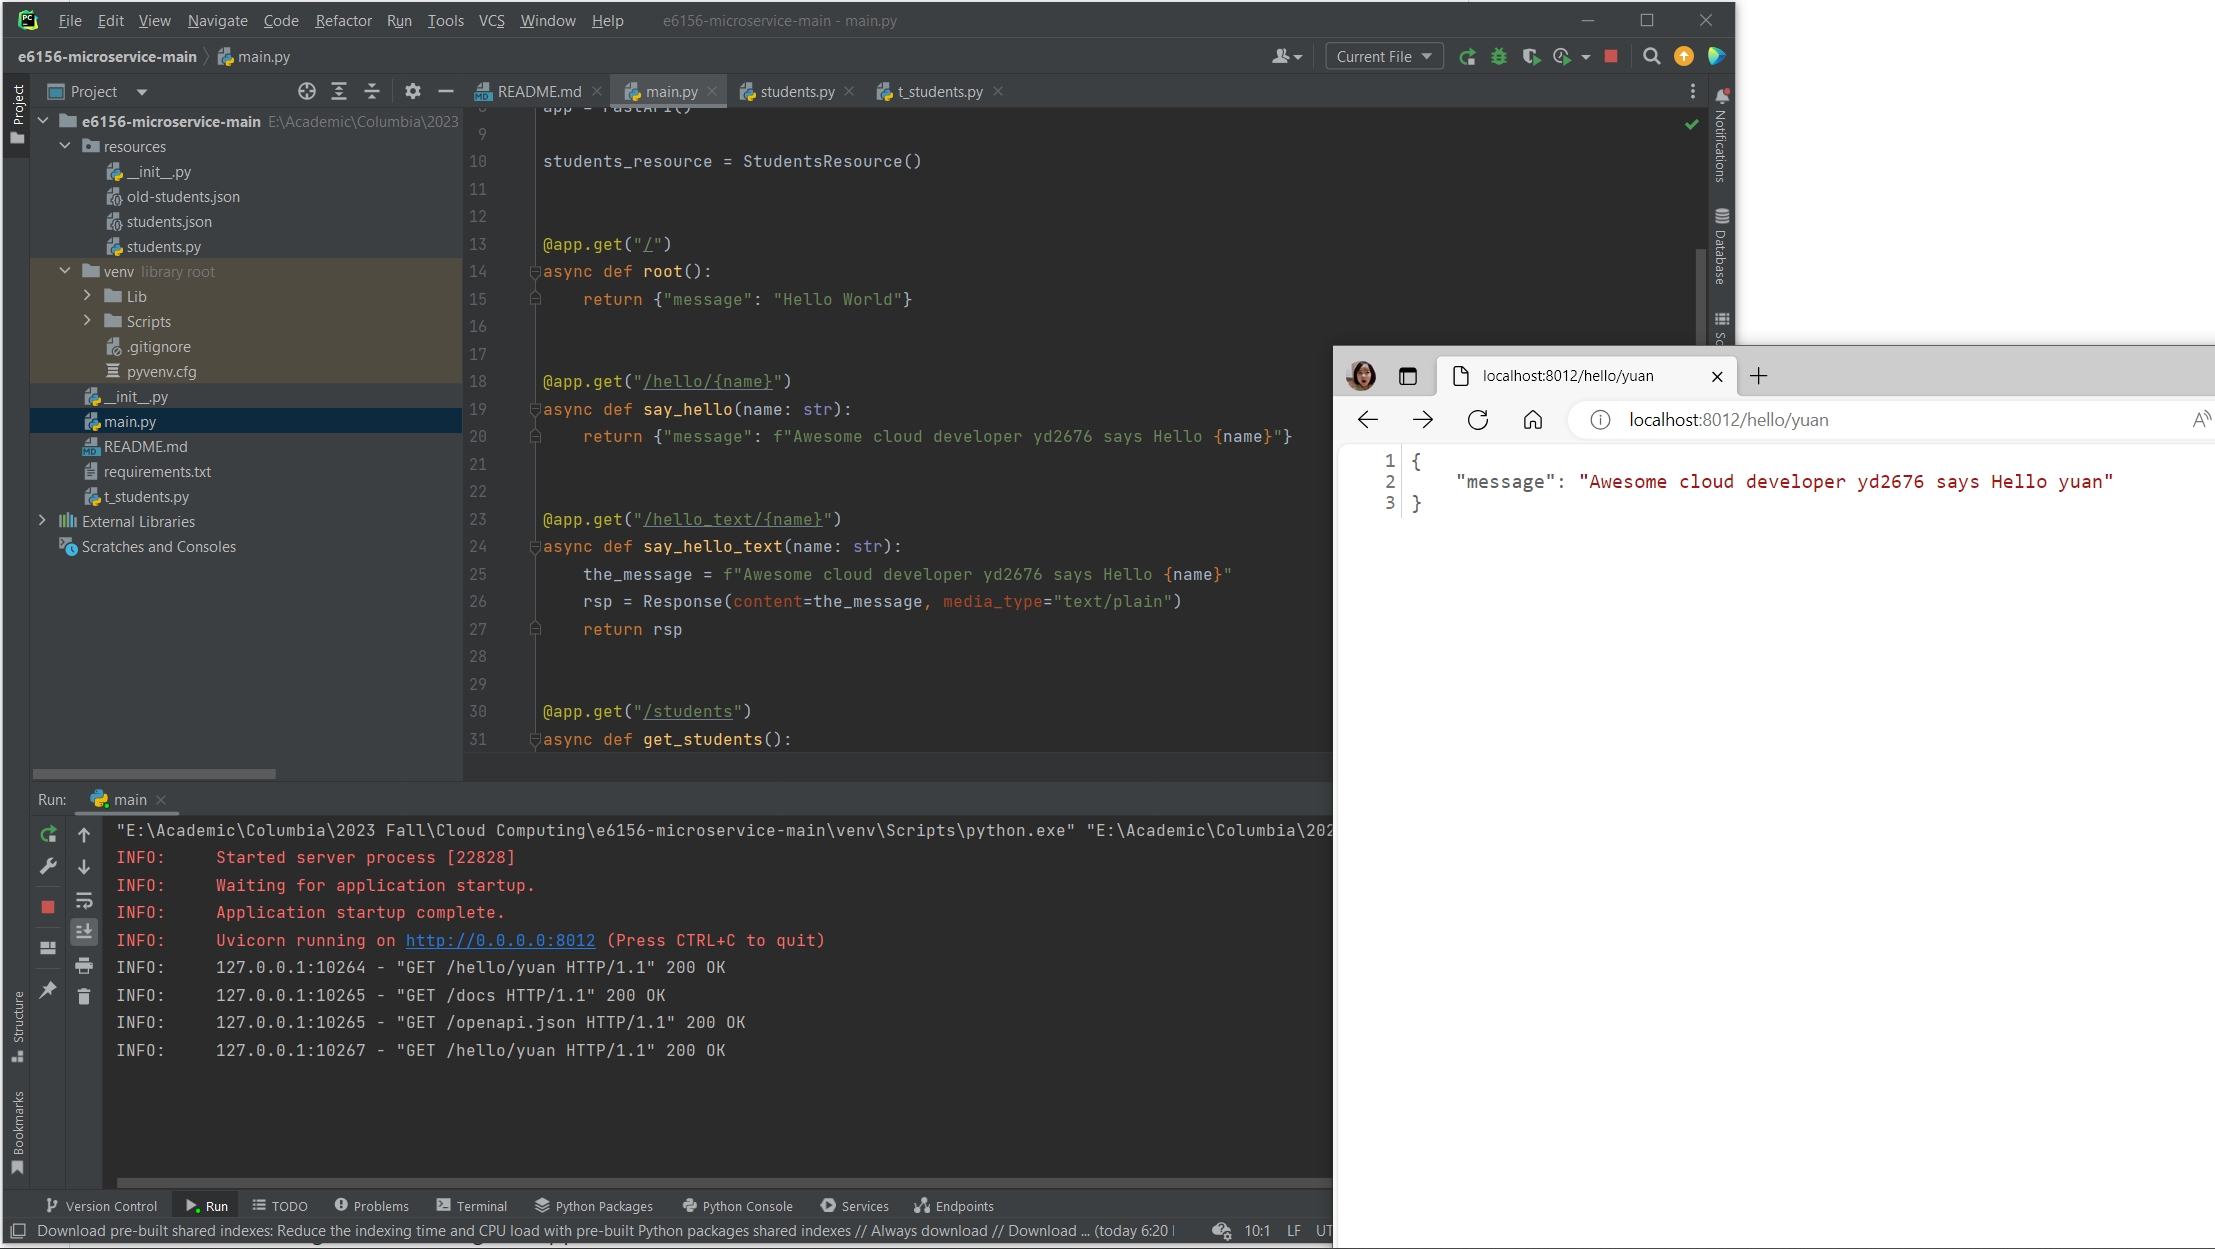 File Edit View Navigate Code Refactor Run Tools VCS Window Help e6156-microservice-main - main.py
e6156-microservice-main main.py
Current File
Project
README.md main.py students.py t_students.py
Project
Notifications
Database
e6156-microservice-main E:\Academic\Columbia\2023
resources
__init__.py
old-students.json
students.json
students.py
venv library root
Lib
Scripts
.gitignore
pyvenv.cfg
__init__.py
main.py
README.md
requirements.txt
t_students.py
External Libraries
Scratches and Consoles
8 app = FastAPI()
9
10 students_resource = StudentsResource()
11
12
13 @app.get("/")
14 async def root():
15 return {"message": "Hello World"}
16
17
18 @app.get("/hello/{name}")
19 async def say_hello(name: str):
20 return {"message": f"Awesome cloud developer yd2676 says Hello {name}"}
21
22
23 @app.get("/hello_text/{name}")
24 async def say_hello_text(name: str):
25 the_message = f"Awesome cloud developer yd2676 says Hello {name}"
26 rsp = Response(content=the_message, media_type="text/plain")
27 return rsp
28
29
30 @app.get("/students")
31 async def get_students():
localhost:8012/hello/yuan
localhost:8012/hello/yuan
1 {
2 "message": "Awesome cloud developer yd2676 says Hello yuan"
3 }
Run: main
"E:\Academic\Columbia\2023 Fall\Cloud Computing\e6156-microservice-main\venv\Scripts\python.exe" "E:\Academic\Columbia\202
INFO: Started server process [22828]
INFO: Waiting for application startup.
INFO: Application startup complete.
INFO: Uvicorn running on http://0.0.0.0:8012 (Press CTRL+C to quit)
INFO: 127.0.0.1:10264 - "GET /hello/yuan HTTP/1.1" 200 OK
INFO: 127.0.0.1:10265 - "GET /docs HTTP/1.1" 200 OK
INFO: 127.0.0.1:10265 - "GET /openapi.json HTTP/1.1" 200 OK
INFO: 127.0.0.1:10267 - "GET /hello/yuan HTTP/1.1" 200 OK
Structure
Bookmarks
Version Control Run TODO Problems Terminal Python Packages Python Console Services Endpoints
Download pre-built shared indexes: Reduce the indexing time and CPU load with pre-built Python packages shared indexes // Always download // Download ... (today 6:20 10:1 LF UT